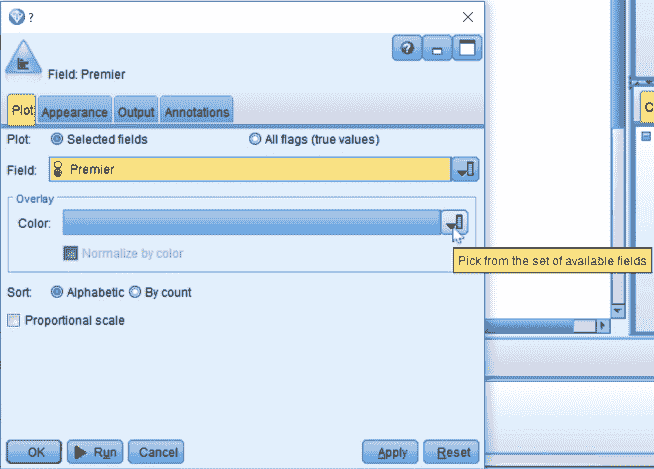 ?
Field: Premier
Plot Appearance Output Annotations
Plot: Selected fields All flags (true values)
Field: Premier
Overlay
Color:
Normalize by color
Pick from the set of available fields
Sort: Alphabetic By count
Proportional scale
OK Run Cancel Apply Reset
C